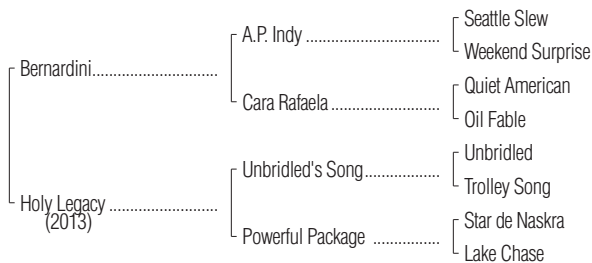 Seattle Slew
A.P. Indy ................................
Weekend Surprise
Bernardini..............................
Quiet American
Cara Rafaela ..........................
Oil Fable
Unbridled
Unbridled's Song..................
Trolley Song
Holy Legacy ..........................
(2013)
Star de Naskra
Powerful Package ................
Lake Chase